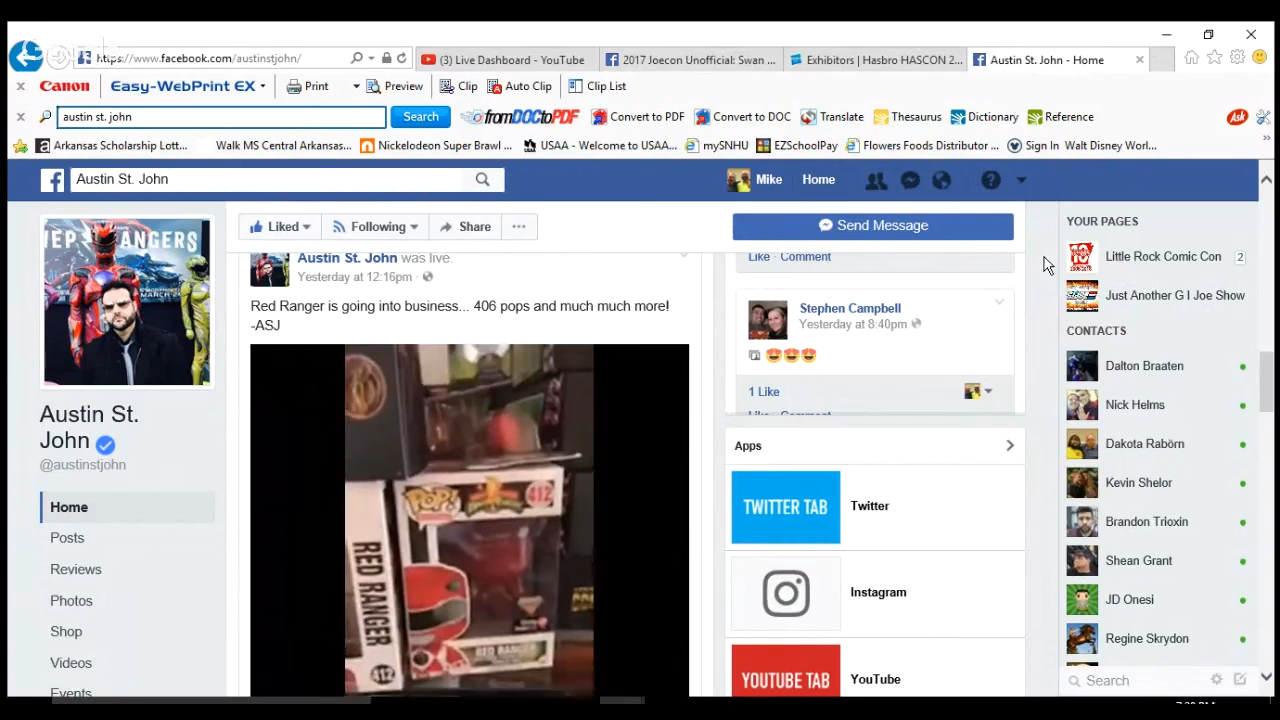 https://www.facebook.com/austinstjohn/
(3) Live Dashboard - YouTube
2017 Joecon Unofficial: Swan ...
Exhibitors | Hasbro HASCON 2...
Austin St. John - Home
Canon Easy-WebPrint EX
Print
Preview
Clip
Auto Clip
Clip List
austin st. john
Search
fromDOCtoPDF
Convert to PDF
Convert to DOC
Translate
Thesaurus
Dictionary
Reference
Ask
Arkansas Scholarship Lott...
Walk MS Central Arkansas...
Nickelodeon Super Brawl ...
USAA - Welcome to USAA...
mySNHU
EZSchoolPay
Flowers Foods Distributor ...
Sign In
Walt Disney Worl...
Austin St. John
Mike
Home
Liked
Following
Share
Send Message
Austin St. John
@austinstjohn
Home
Posts
Reviews
Photos
Shop
Videos
Events
Austin St. John was live.
Yesterday at 12:16pm
Red Ranger is going into business... 406 pops and much much more!
-ASJ
POP!
412
RED RANGER
412
RED RANGER
Like · Comment
Stephen Campbell
Yesterday at 8:40pm
1 Like
Like · Comment
Apps
TWITTER TAB
Twitter
Instagram
YOUTUBE TAB
YouTube
YOUR PAGES
Little Rock Comic Con 2
Just Another G I Joe Show
CONTACTS
Dalton Braaten
Nick Helms
Dakota Rabörn
Kevin Shelor
Brandon Trioxin
Shean Grant
JD Onesi
Regine Skrydon
Search